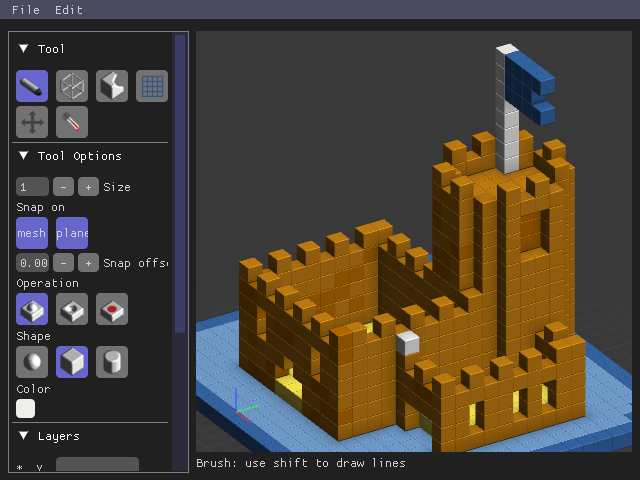 File Edit
Tool
Tool Options
1 - + Size
Snap on
mesh plane
0.00 - + Snap offs
Operation
Shape
Color
Layers
* V
Brush: use shift to draw lines